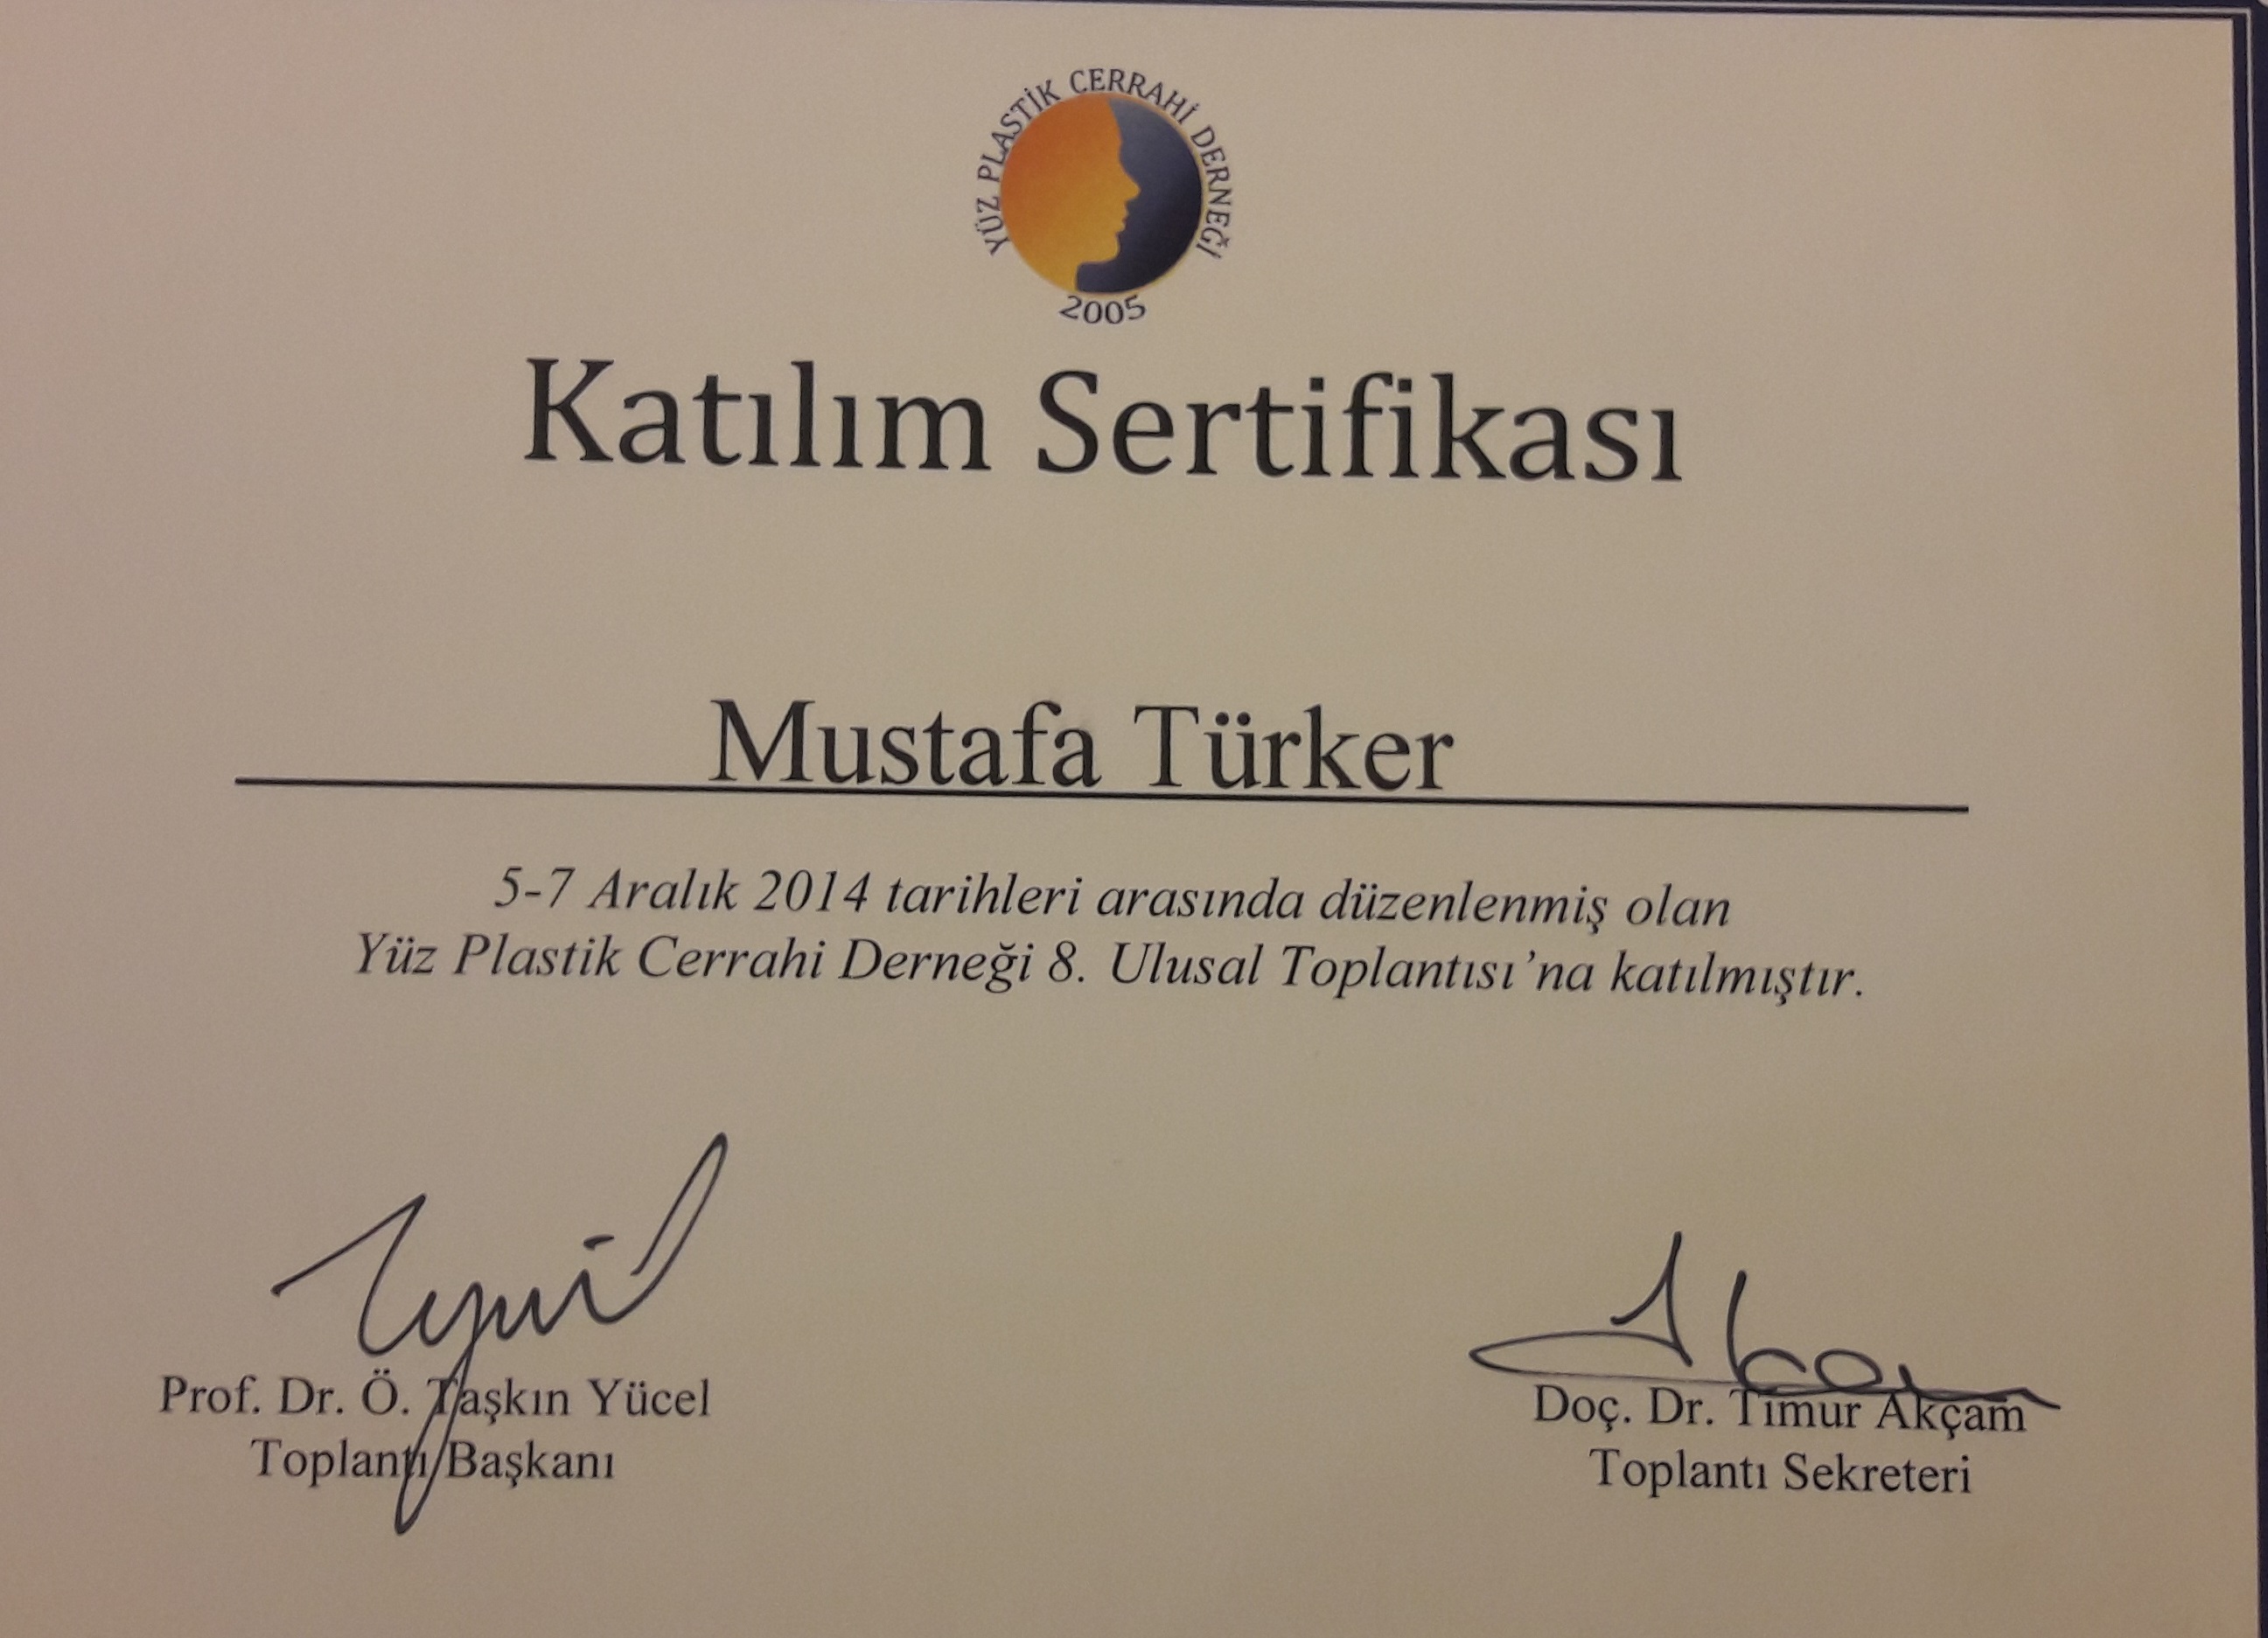 YÜZ PLASTİK CERRAHİ DERNEĞİ
2005
Katılım Sertifikası
Mustafa Türker
5-7 Aralık 2014 tarihleri arasında düzenlenmiş olan
Yüz Plastik Cerrahi Derneği 8. Ulusal Toplantısı'na katılmıştır.
Prof. Dr. Ö. Taşkın Yücel
Toplantı Başkanı
Doç. Dr. Timur Akçam
Toplantı Sekreteri